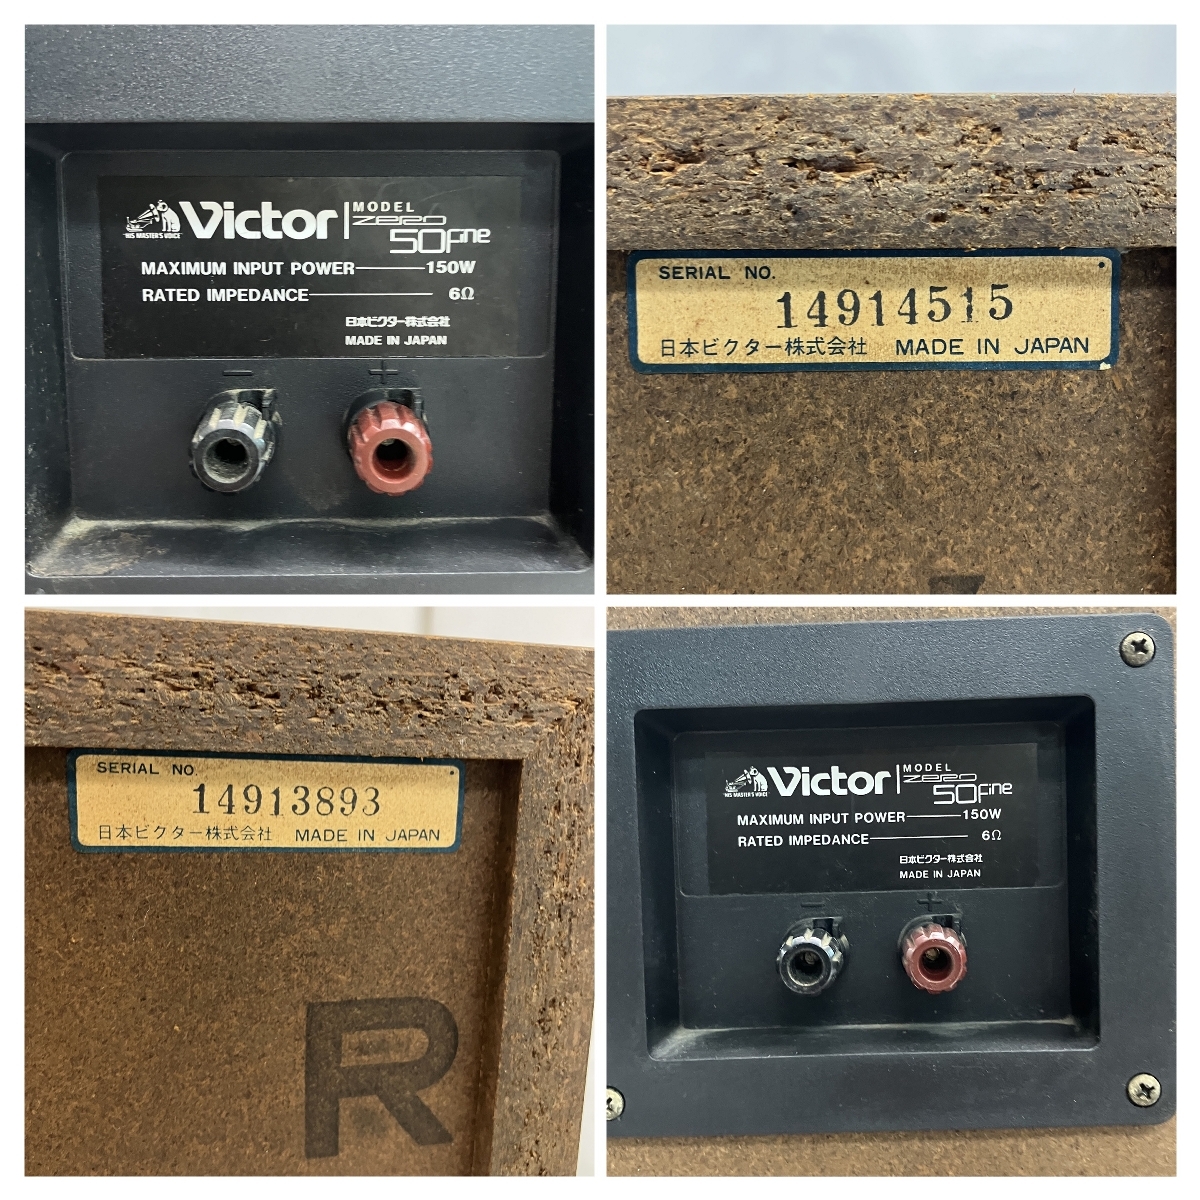 HIS MASTER'S VOICE
Victor MODEL ZERO 50Fine
MAXIMUM INPUT POWER 150W
RATED IMPEDANCE 6Ω
日本ビクター株式会社
MADE IN JAPAN
− +
SERIAL NO.
14914515
日本ビクター株式会社 MADE IN JAPAN
SERIAL NO.
14913893
日本ビクター株式会社 MADE IN JAPAN
R
HIS MASTER'S VOICE
Victor MODEL ZERO 50Fine
MAXIMUM INPUT POWER 150W
RATED IMPEDANCE 6Ω
日本ビクター株式会社
MADE IN JAPAN
− +